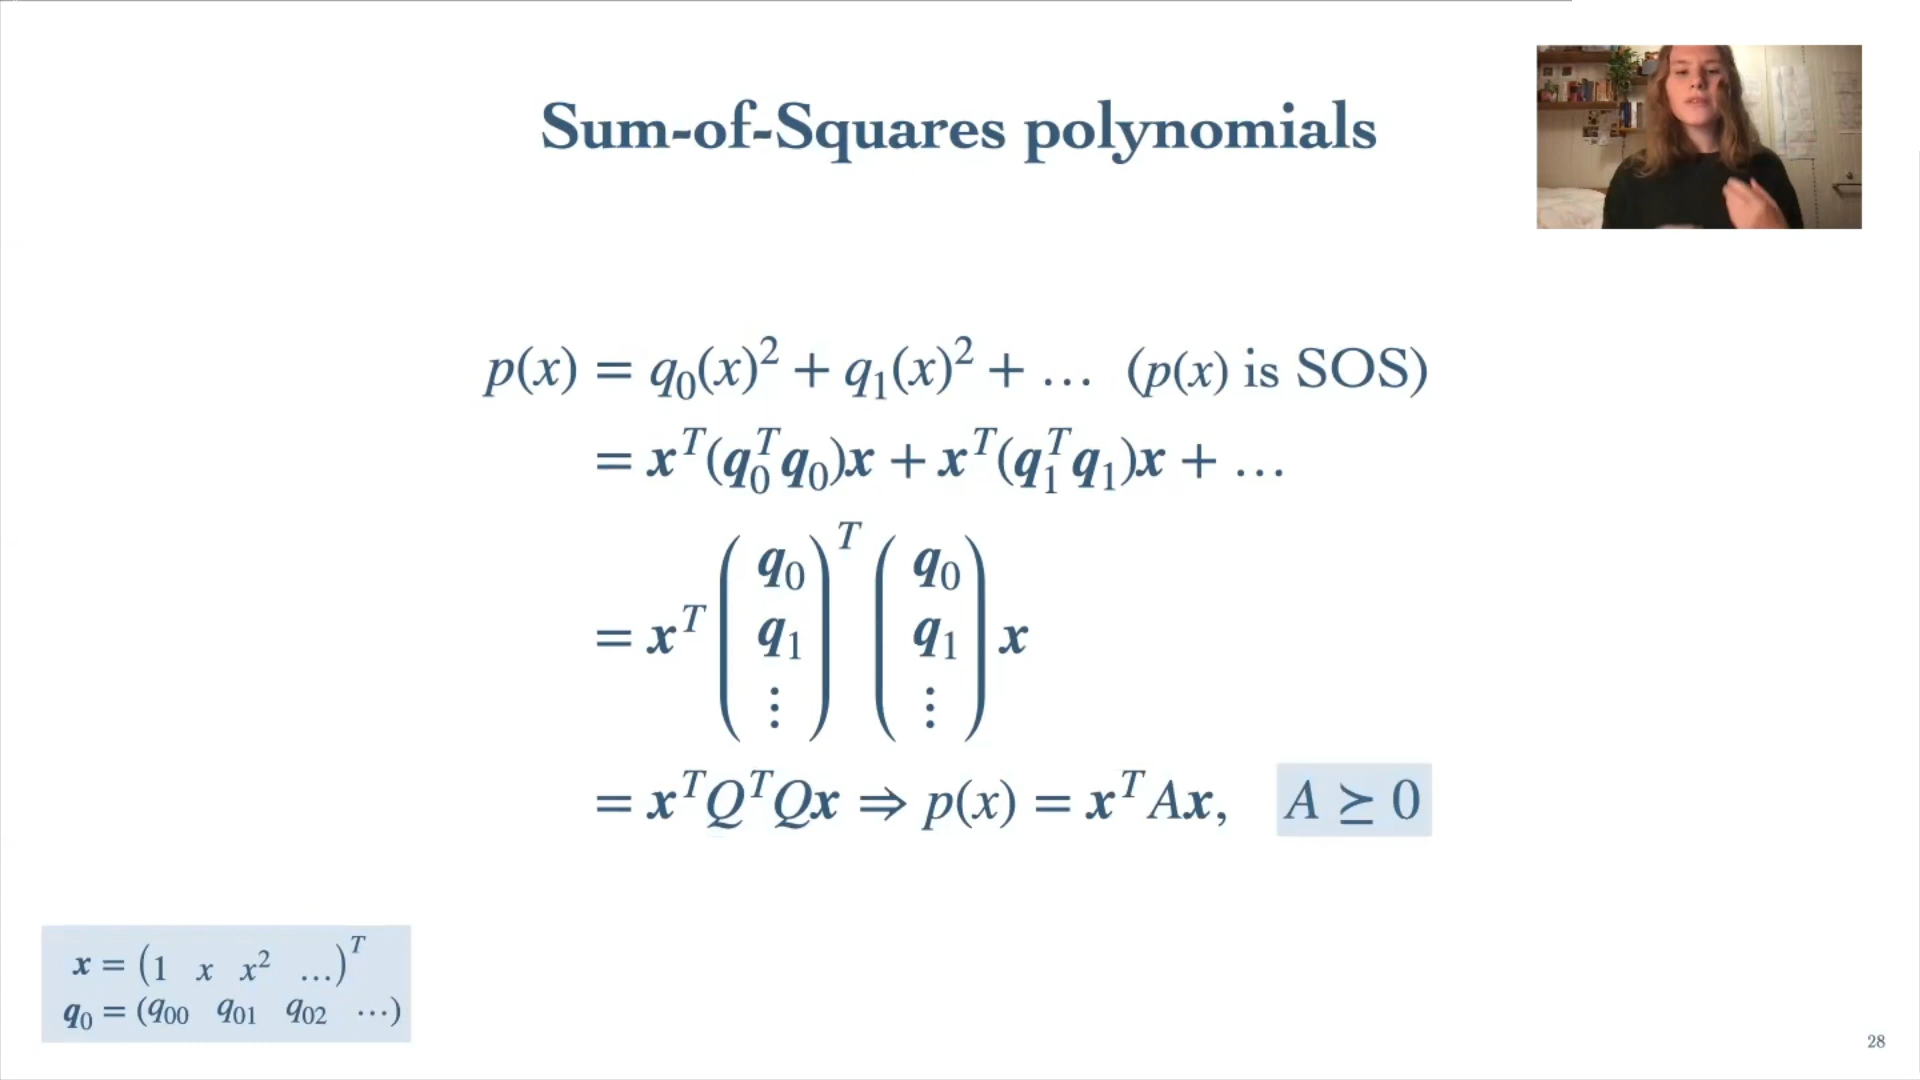 Sum-of-Squares polynomials
p(x) = q₀(x)² + q₁(x)² + … (p(x) is SOS)
= 𝒙ᵀ(𝒒₀ᵀ𝒒₀)𝒙 + 𝒙ᵀ(𝒒₁ᵀ𝒒₁)𝒙 + …
= 𝒙ᵀ (𝒒₀ 𝒒₁ ⋮)ᵀ (𝒒₀ 𝒒₁ ⋮) 𝒙
= 𝒙ᵀQᵀQ𝒙 ⇒ p(x) = 𝒙ᵀA𝒙, A ⪰ 0
𝒙 = (1 x x² …)ᵀ
𝒒₀ = (q₀₀ q₀₁ q₀₂ ⋯)
28